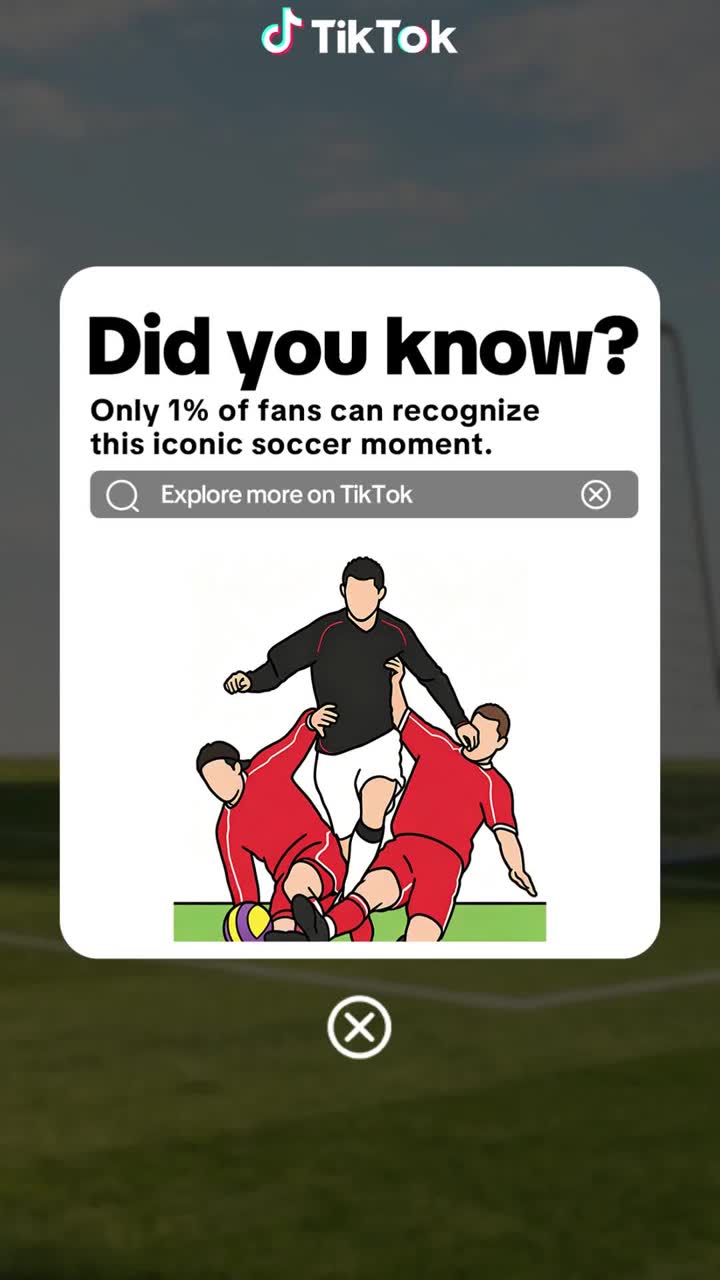 TikTok
Did you know?
Only 1% of fans can recognize
this iconic soccer moment.
Explore more on TikTok